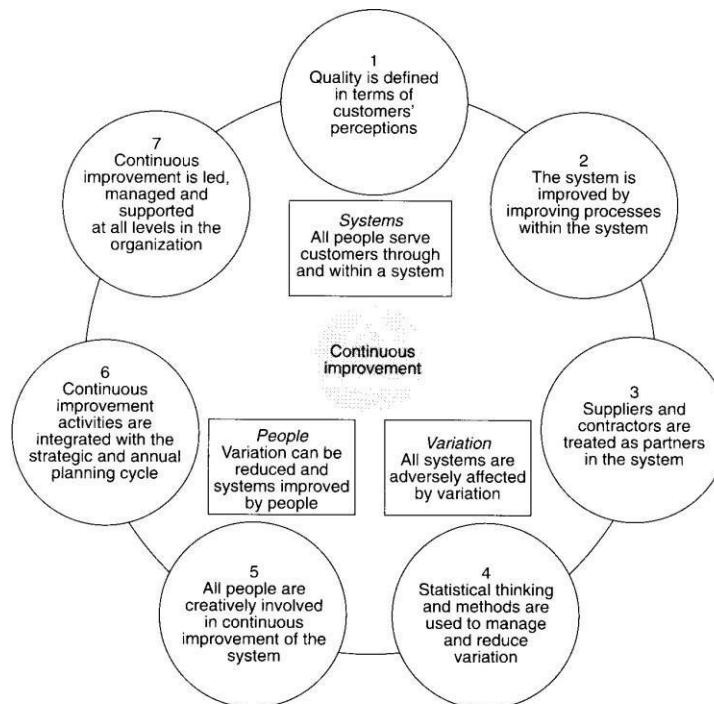 1
Quality is defined
in terms of
customers'
perceptions
2
The system is
improved by
improving processes
within the system
3
Suppliers and
contractors are
treated as partners
in the system
4
Statistical thinking
and methods are
used to manage
and reduce
variation
5
All people are
creatively involved
in continuous
improvement of the
system
6
Continuous
improvement
activities are
integrated with the
strategic and annual
planning cycle
7
Continuous
improvement is led,
managed and
supported
at all levels in the
organization
Systems
All people serve
customers through
and within a system
Continuous
improvement
People
Variation can be
reduced and
systems improved
by people
Variation
All systems are
adversely affected
by variation